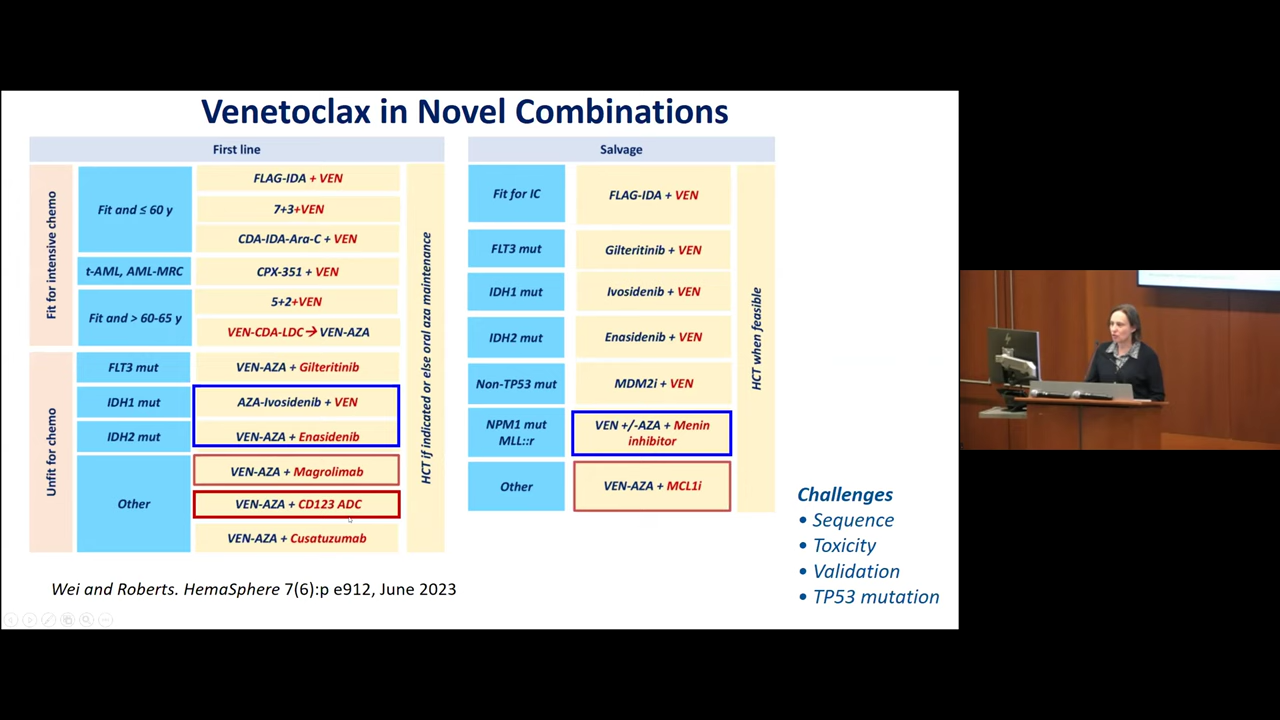 Venetoclax in Novel Combinations
First line
Fit for intensive chemo
Fit and ≤ 60 y
FLAG-IDA + VEN
7+3+VEN
CDA-IDA-Ara-C + VEN
t-AML, AML-MRC
CPX-351 + VEN
Fit and > 60-65 y
5+2+VEN
VEN-CDA-LDC→ VEN-AZA
Unfit for chemo
FLT3 mut
VEN-AZA + Gilteritinib
IDH1 mut
AZA-Ivosidenib + VEN
IDH2 mut
VEN-AZA + Enasidenib
Other
VEN-AZA + Magrolimab
VEN-AZA + CD123 ADC
VEN-AZA + Cusatuzumab
HCT if indicated or else oral aza maintenance
Salvage
Fit for IC
FLAG-IDA + VEN
FLT3 mut
Gilteritinib + VEN
IDH1 mut
Ivosidenib + VEN
IDH2 mut
Enasidenib + VEN
Non-TP53 mut
MDM2i + VEN
NPM1 mut
MLL::r
VEN +/-AZA + Menin
inhibitor
Other
VEN-AZA + MCL1i
HCT when feasible
Challenges
• Sequence
• Toxicity
• Validation
• TP53 mutation
Wei and Roberts. HemaSphere 7(6):p e912, June 2023